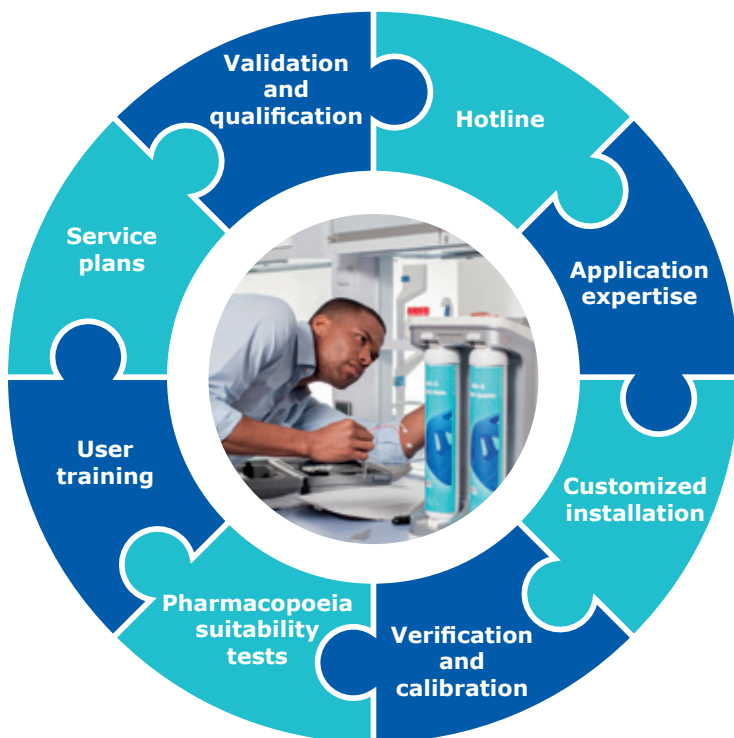 Validation
and
qualification
Hotline
Application
expertise
Customized
installation
Verification
and
calibration
Pharmacopoeia
suitability
tests
User
training
Service
plans